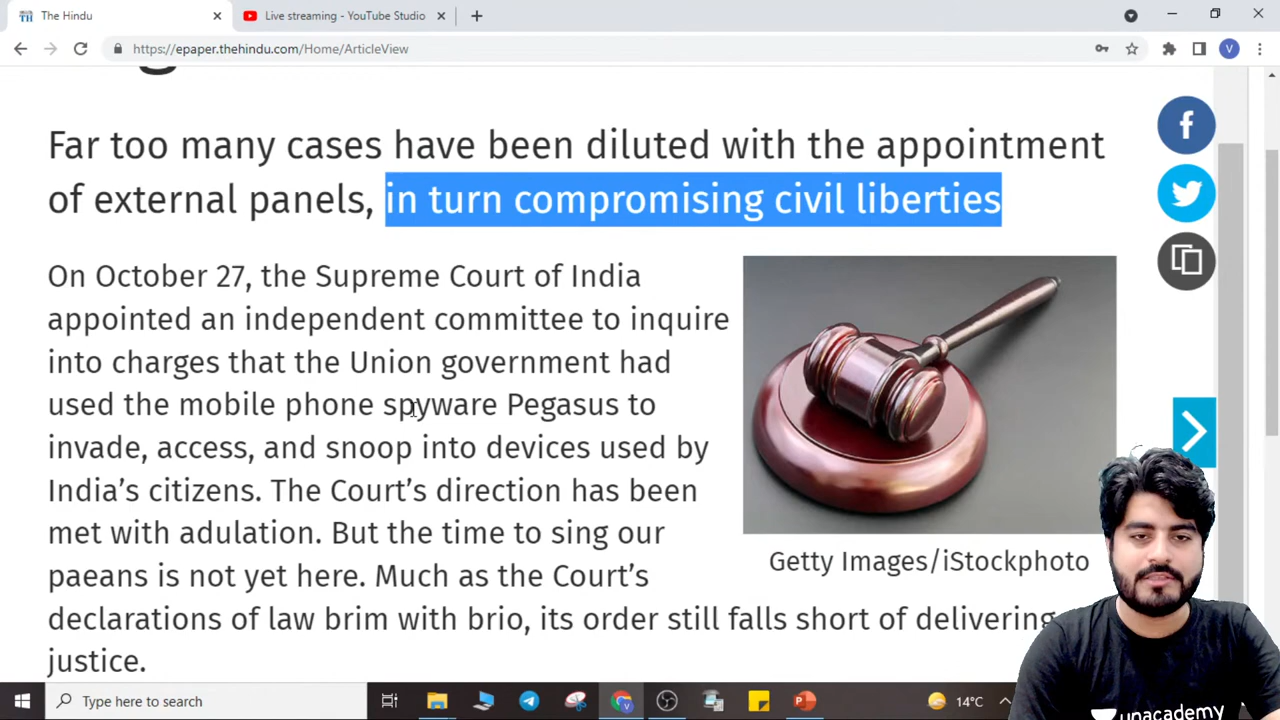 The Hindu
Live streaming - YouTube Studio
https://epaper.thehindu.com/Home/ArticleView
V
Far too many cases have been diluted with the appointment
of external panels, in turn compromising civil liberties
On October 27, the Supreme Court of India
appointed an independent committee to inquire
into charges that the Union government had
used the mobile phone spyware Pegasus to
invade, access, and snoop into devices used by
India’s citizens. The Court’s direction has been
met with adulation. But the time to sing our
paeans is not yet here. Much as the Court’s
declarations of law brim with brio, its order still falls short of delivering
justice.
Getty Images/iStockphoto
unacademy
Type here to search
14°C